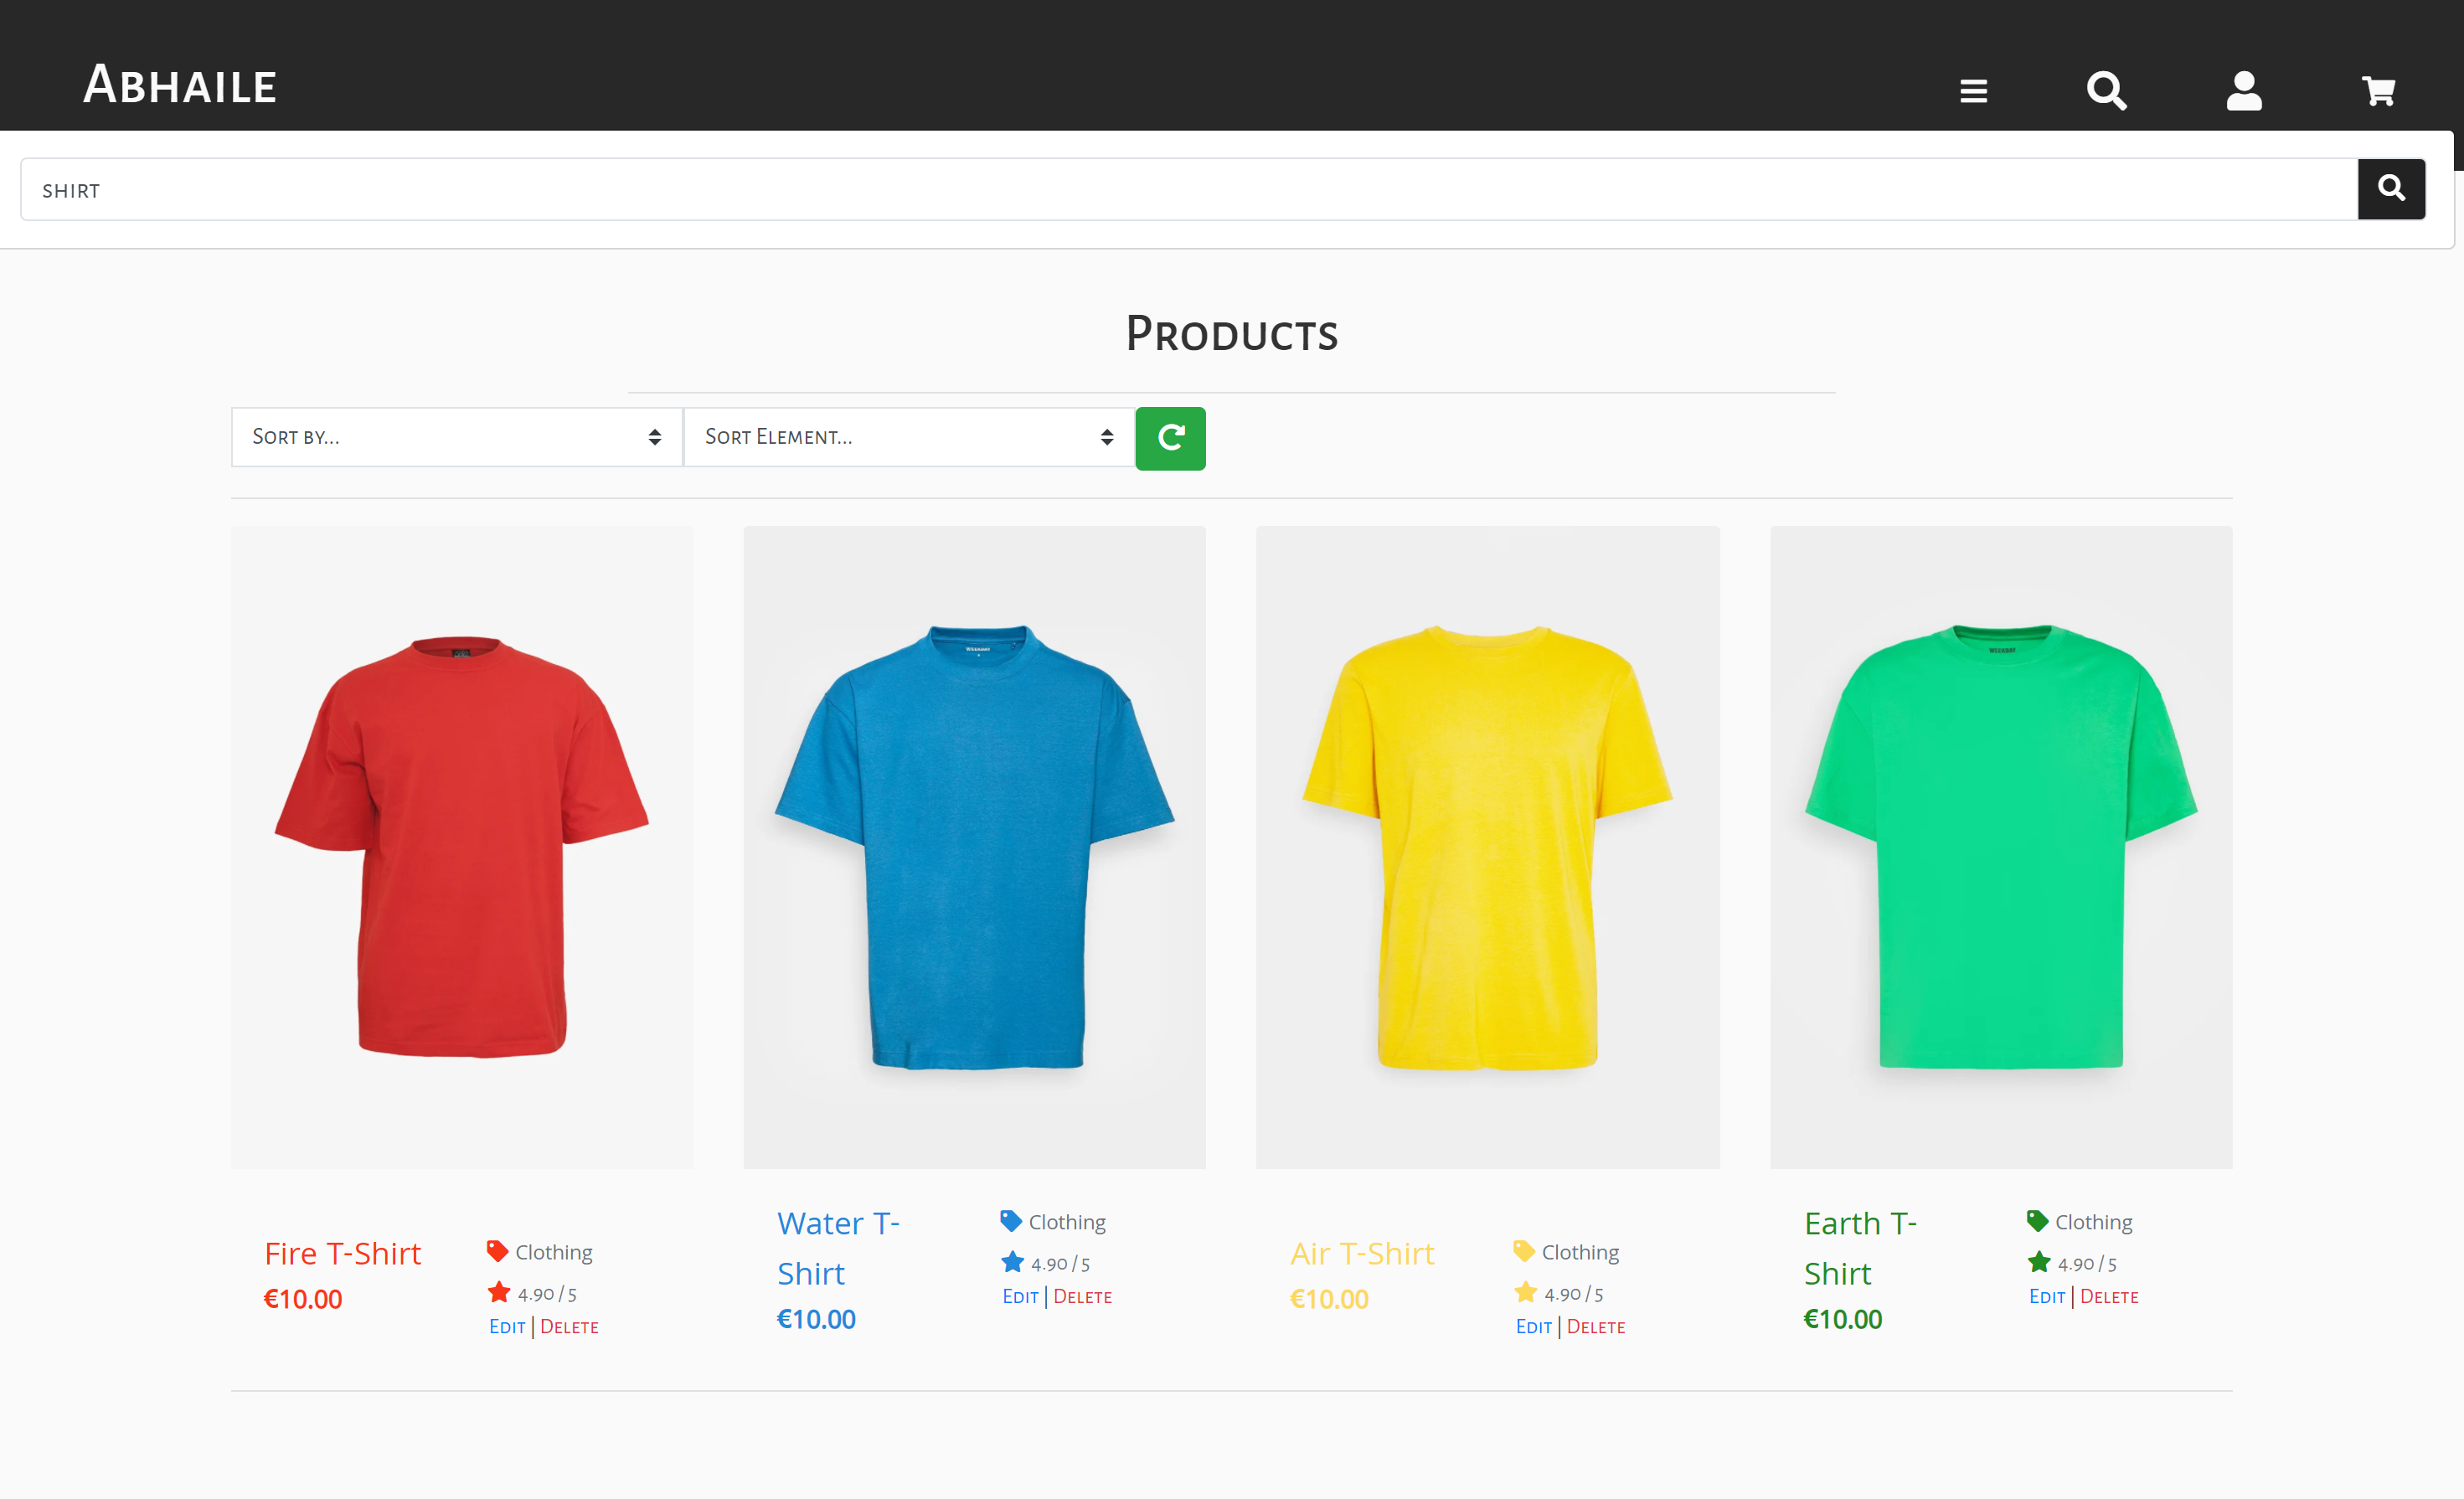 Abhaile
shirt
Products
Sort by...
Sort Element...
WEEKDAY
Fire T-Shirt
€10.00
Clothing
4.90 / 5
Edit | Delete
Water T-
Shirt
€10.00
Clothing
4.90 / 5
Edit | Delete
Air T-Shirt
€10.00
Clothing
4.90 / 5
Edit | Delete
Earth T-
Shirt
€10.00
Clothing
4.90 / 5
Edit | Delete